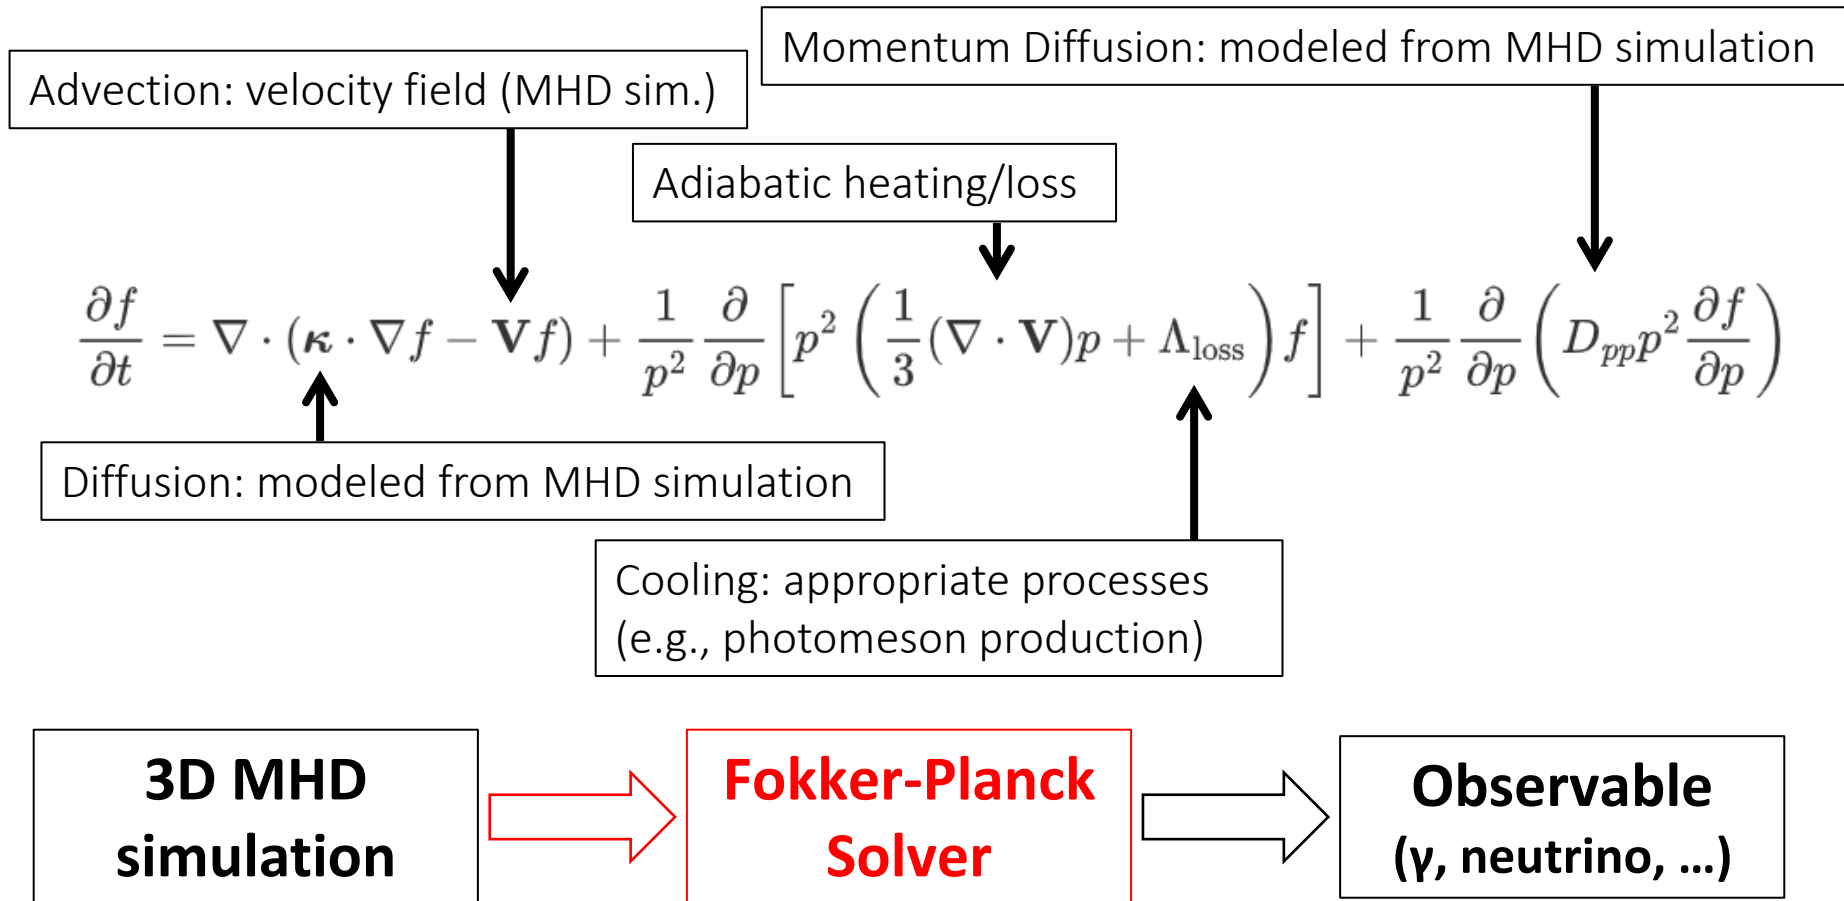 Momentum Diffusion: modeled from MHD simulation
Advection: velocity field (MHD sim.)
Adiabatic heating/loss
∂f/∂t = ∇ · (κ · ∇f − Vf) + 1/p² ∂/∂p [p² (1/3 (∇ · V)p + Λ_loss) f] + 1/p² ∂/∂p (D_pp p² ∂f/∂p)
Diffusion: modeled from MHD simulation
Cooling: appropriate processes
(e.g., photomeson production)
3D MHD
simulation
Fokker-Planck
Solver
Observable
(γ, neutrino, ...)